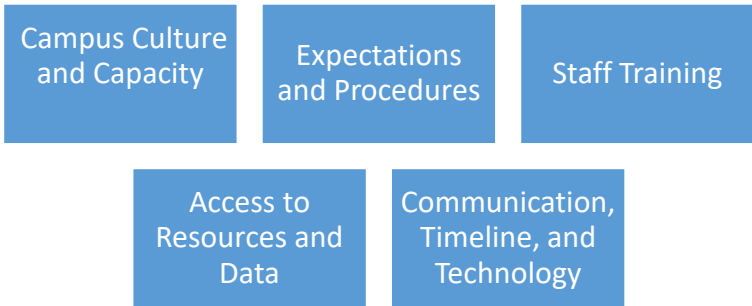 Campus Culture
and Capacity
Expectations
and Procedures
Staff Training
Access to
Resources and
Data
Communication,
Timeline, and
Technology